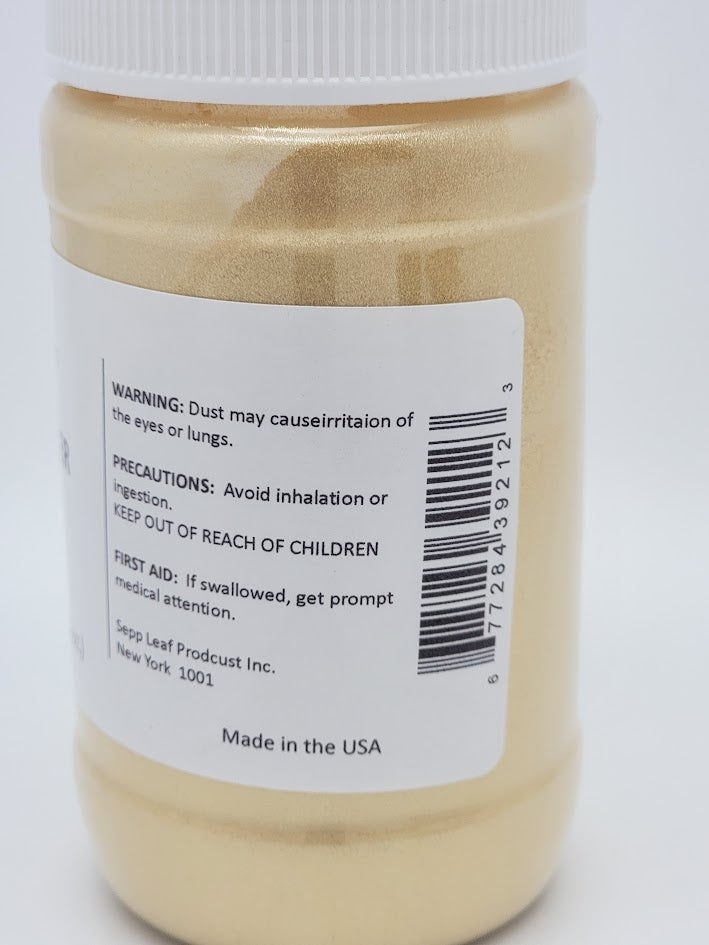 WARNING: Dust may causeirritaion of
the eyes or lungs.
PRECAUTIONS: Avoid inhalation or
ingestion.
KEEP OUT OF REACH OF CHILDREN
FIRST AID: If swallowed, get prompt
medical attention.
Sepp Leaf Prodcust Inc.
New York 1001
Made in the USA
6 77284 39212 3